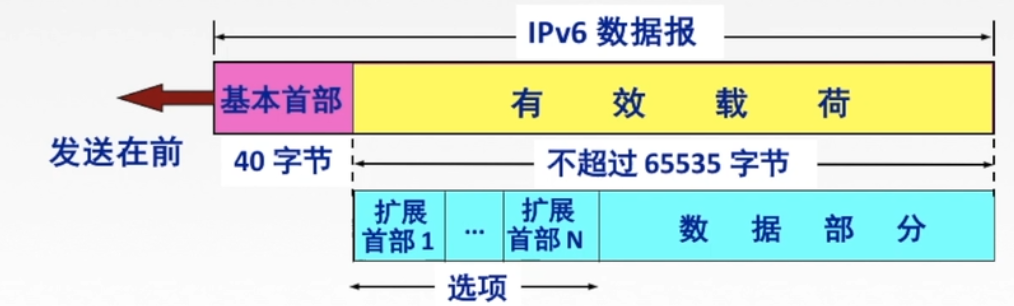 IPv6 数据报
基本首部
有效载荷
发送在前
40 字节
不超过 65535 字节
扩展
首部 1
...
扩展
首部 N
数据部分
选项